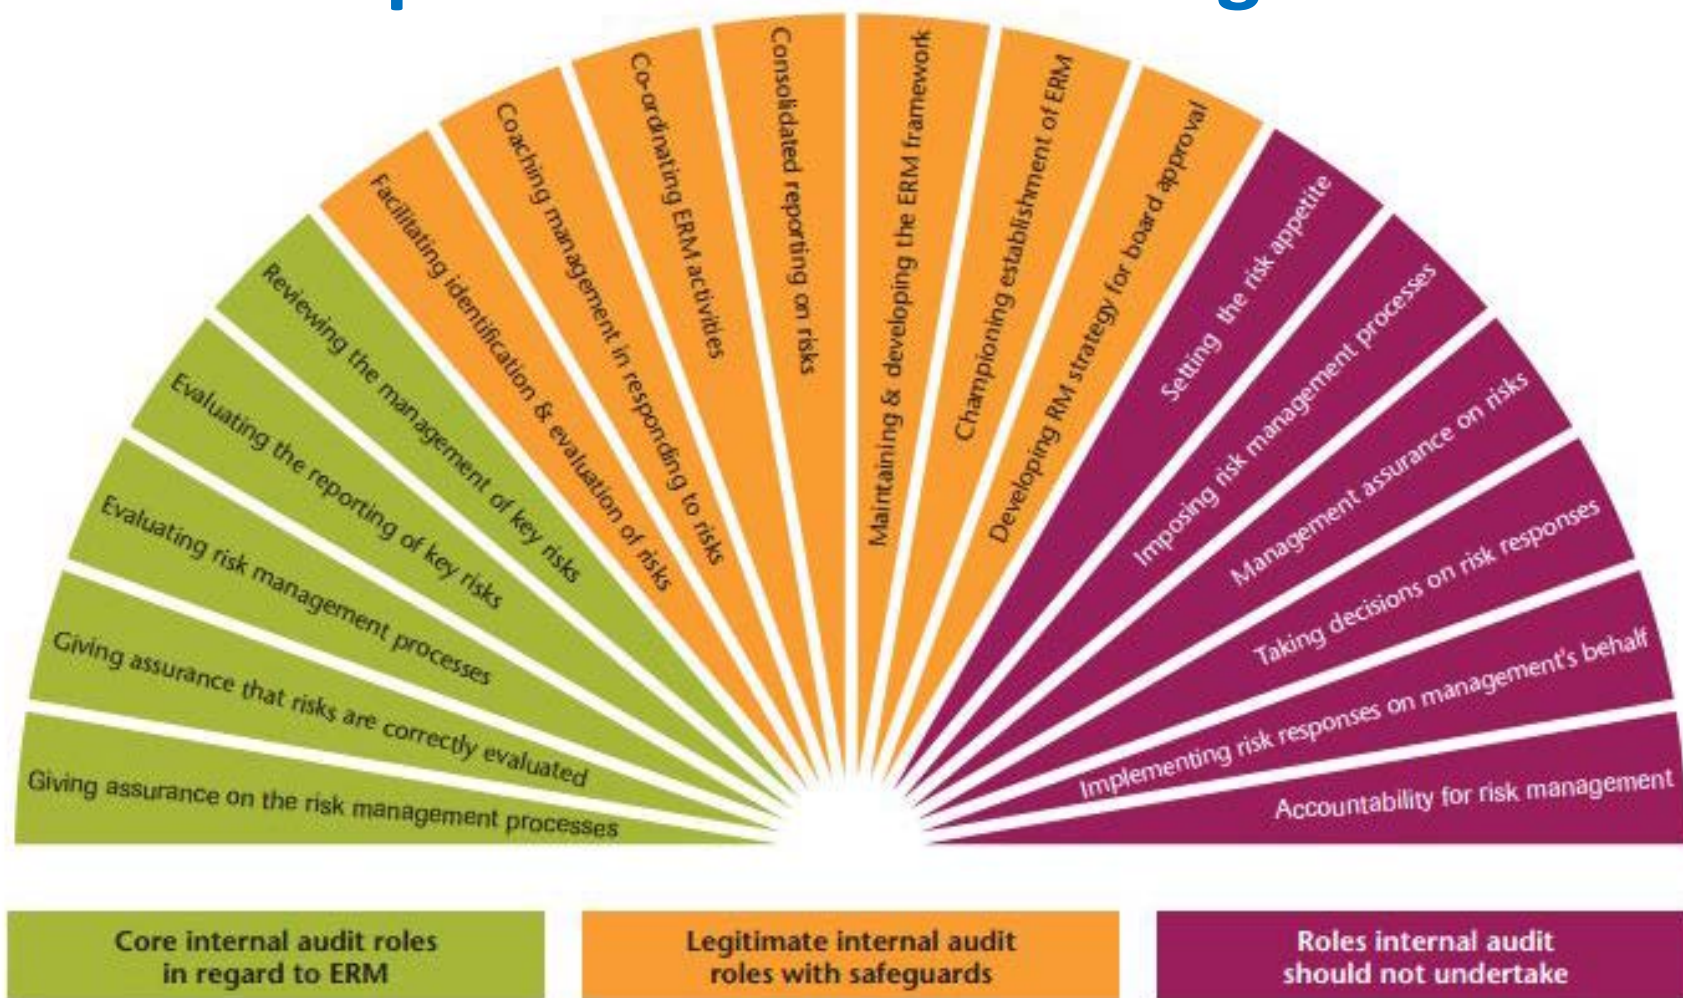 Giving assurance on the risk management processes
Giving assurance that risks are correctly evaluated
Evaluating risk management processes
Evaluating the reporting of key risks
Reviewing the management of key risks
Facilitating identification & evaluation of risks
Coaching management in responding to risks
Co-ordinating ERM activities
Consolidated reporting on risks
Maintaining & developing the ERM framework
Championing establishment of ERM
Developing RM strategy for board approval
Setting the risk appetite
Imposing risk management processes
Management assurance on risks
Taking decisions on risk responses
Implementing risk responses on management's behalf
Accountability for risk management
Core internal audit roles
in regard to ERM
Legitimate internal audit
roles with safeguards
Roles internal audit
should not undertake